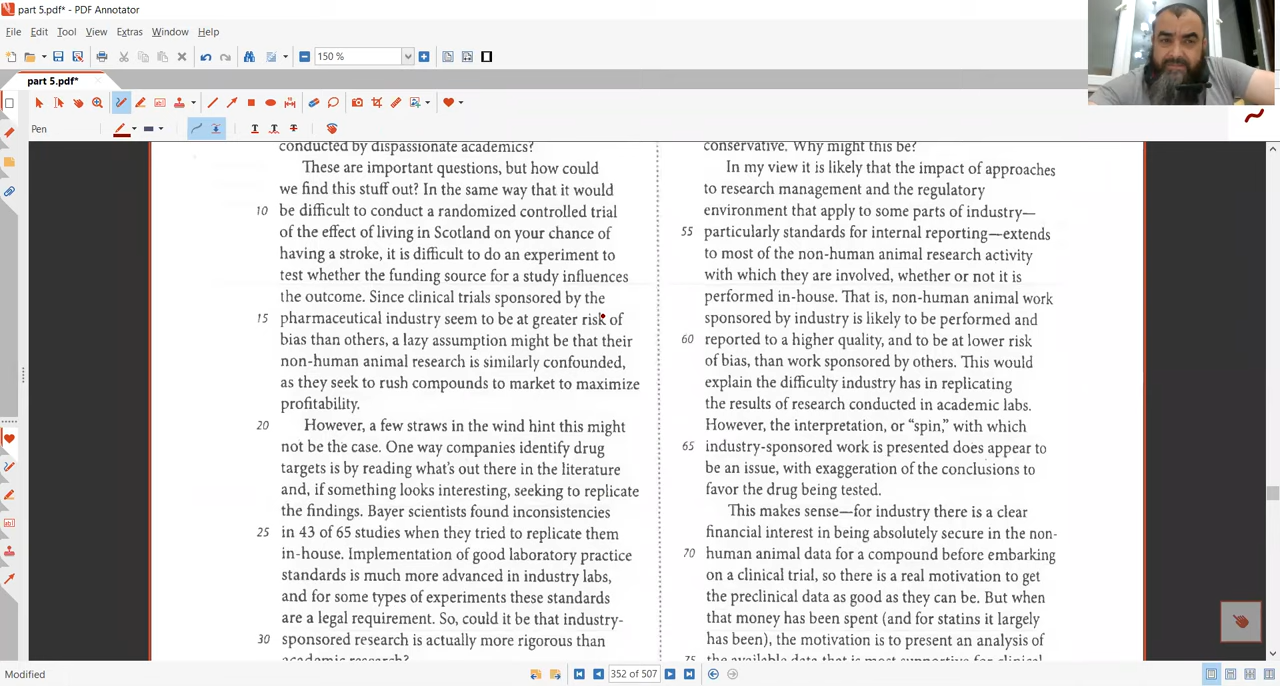 part 5.pdf* - PDF Annotator
File Edit Tool View Extras Window Help
150 %
part 5.pdf*
Pen
conducted by dispassionate academics?
These are important questions, but how could
we find this stuff out? In the same way that it would
10 be difficult to conduct a randomized controlled trial
of the effect of living in Scotland on your chance of
having a stroke, it is difficult to do an experiment to
test whether the funding source for a study influences
the outcome. Since clinical trials sponsored by the
15 pharmaceutical industry seem to be at greater risk of
bias than others, a lazy assumption might be that their
non-human animal research is similarly confounded,
as they seek to rush compounds to market to maximize
profitability.
20 However, a few straws in the wind hint this might
not be the case. One way companies identify drug
targets is by reading what's out there in the literature
and, if something looks interesting, seeking to replicate
the findings. Bayer scientists found inconsistencies
25 in 43 of 65 studies when they tried to replicate them
in-house. Implementation of good laboratory practice
standards is much more advanced in industry labs,
and for some types of experiments these standards
are a legal requirement. So, could it be that industry-
30 sponsored research is actually more rigorous than
academic research?
conservative. Why might this be?
In my view it is likely that the impact of approaches
to research management and the regulatory
environment that apply to some parts of industry—
55 particularly standards for internal reporting—extends
to most of the non-human animal research activity
with which they are involved, whether or not it is
performed in-house. That is, non-human animal work
sponsored by industry is likely to be performed and
60 reported to a higher quality, and to be at lower risk
of bias, than work sponsored by others. This would
explain the difficulty industry has in replicating
the results of research conducted in academic labs.
However, the interpretation, or “spin,” with which
65 industry-sponsored work is presented does appear to
be an issue, with exaggeration of the conclusions to
favor the drug being tested.
This makes sense—for industry there is a clear
financial interest in being absolutely secure in the non-
70 human animal data for a compound before embarking
on a clinical trial, so there is a real motivation to get
the preclinical data as good as they can be. But when
that money has been spent (and for statins it largely
has been), the motivation is to present an analysis of
75 the available data that is most supportive for clinical
Modified
352 of 507